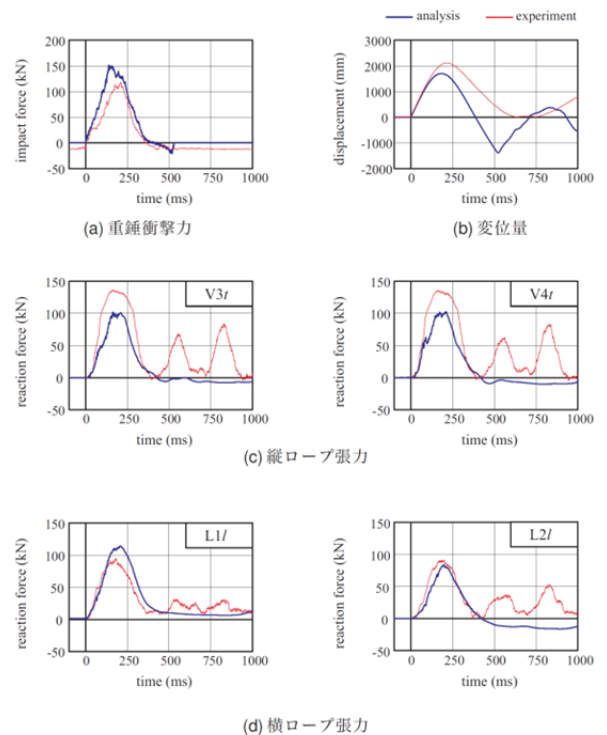 analysis experiment
200
150
100
50
0
-50
impact force (kN)
0 250 500 750 1000
time (ms)
(a) 重錘衝撃力
3000
2000
1000
0
-1000
-2000
displacement (mm)
0 250 500 750 1000
time (ms)
(b) 変位量
150
100
50
0
-50
reaction force (kN)
V3t
0 250 500 750 1000
time (ms)
150
100
50
0
-50
reaction force (kN)
V4t
0 250 500 750 1000
time (ms)
(c) 縦ロープ張力
150
100
50
0
-50
reaction force (kN)
L1l
0 250 500 750 1000
time (ms)
150
100
50
0
-50
reaction force (kN)
L2l
0 250 500 750 1000
time (ms)
(d) 横ロープ張力